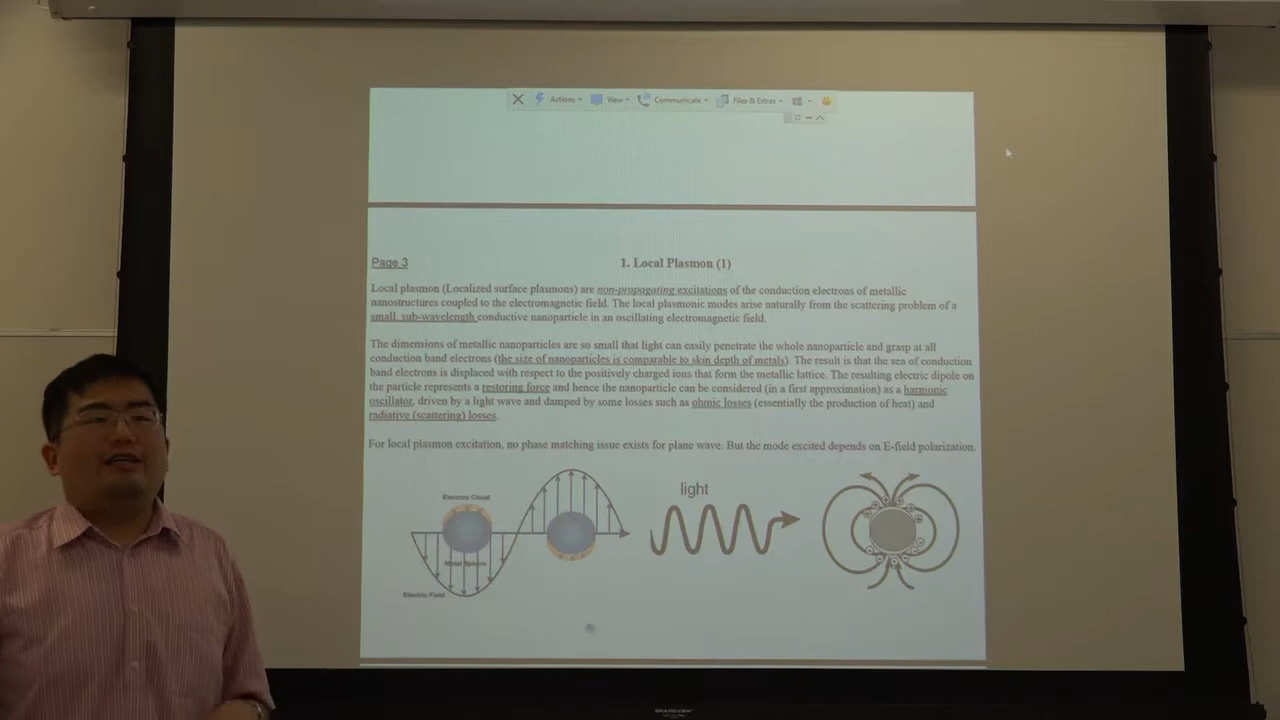 Actions View Communicate Files & Extras
Page 3
1. Local Plasmon (1)
Local plasmon (Localized surface plasmons) are non-propagating excitations of the conduction electrons of metallic
nanostructures coupled to the electromagnetic field. The local plasmonic modes arise naturally from the scattering problem of a
small, sub-wavelength conductive nanoparticle in an oscillating electromagnetic field.
The dimensions of metallic nanoparticles are so small that light can easily penetrate the whole nanoparticle and grasp at all
conduction band electrons (the size of nanoparticles is comparable to skin depth of metals). The result is that the sea of conduction
band electrons is displaced with respect to the positively charged ions that form the metallic lattice. The resulting electric dipole on
the particle represents a restoring force and hence the nanoparticle can be considered (in a first approximation) as a harmonic
oscillator, driven by a light wave and damped by some losses such as ohmic losses (essentially the production of heat) and
radiative (scattering) losses.
For local plasmon excitation, no phase matching issue exists for plane wave. But the mode excited depends on E-field polarization.
Electron Cloud
light
Metal Sphere
Electric Field